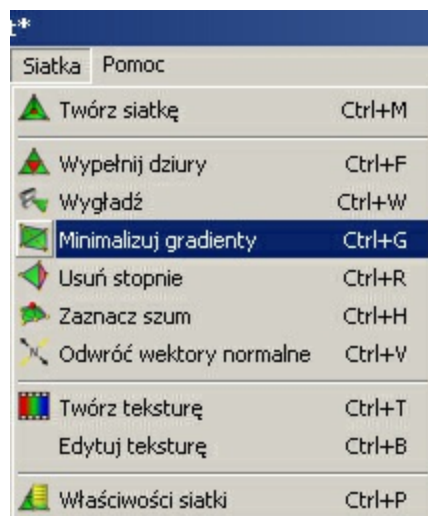 t*
Siatka Pomoc
Twórz siatkę Ctrl+M
Wypełnij dziury Ctrl+F
Wygładź Ctrl+W
Minimalizuj gradienty Ctrl+G
Usuń stopnie Ctrl+R
Zaznacz szum Ctrl+H
Odwróć wektory normalne Ctrl+V
Twórz teksturę Ctrl+T
Edytuj teksturę Ctrl+B
Właściwości siatki Ctrl+P